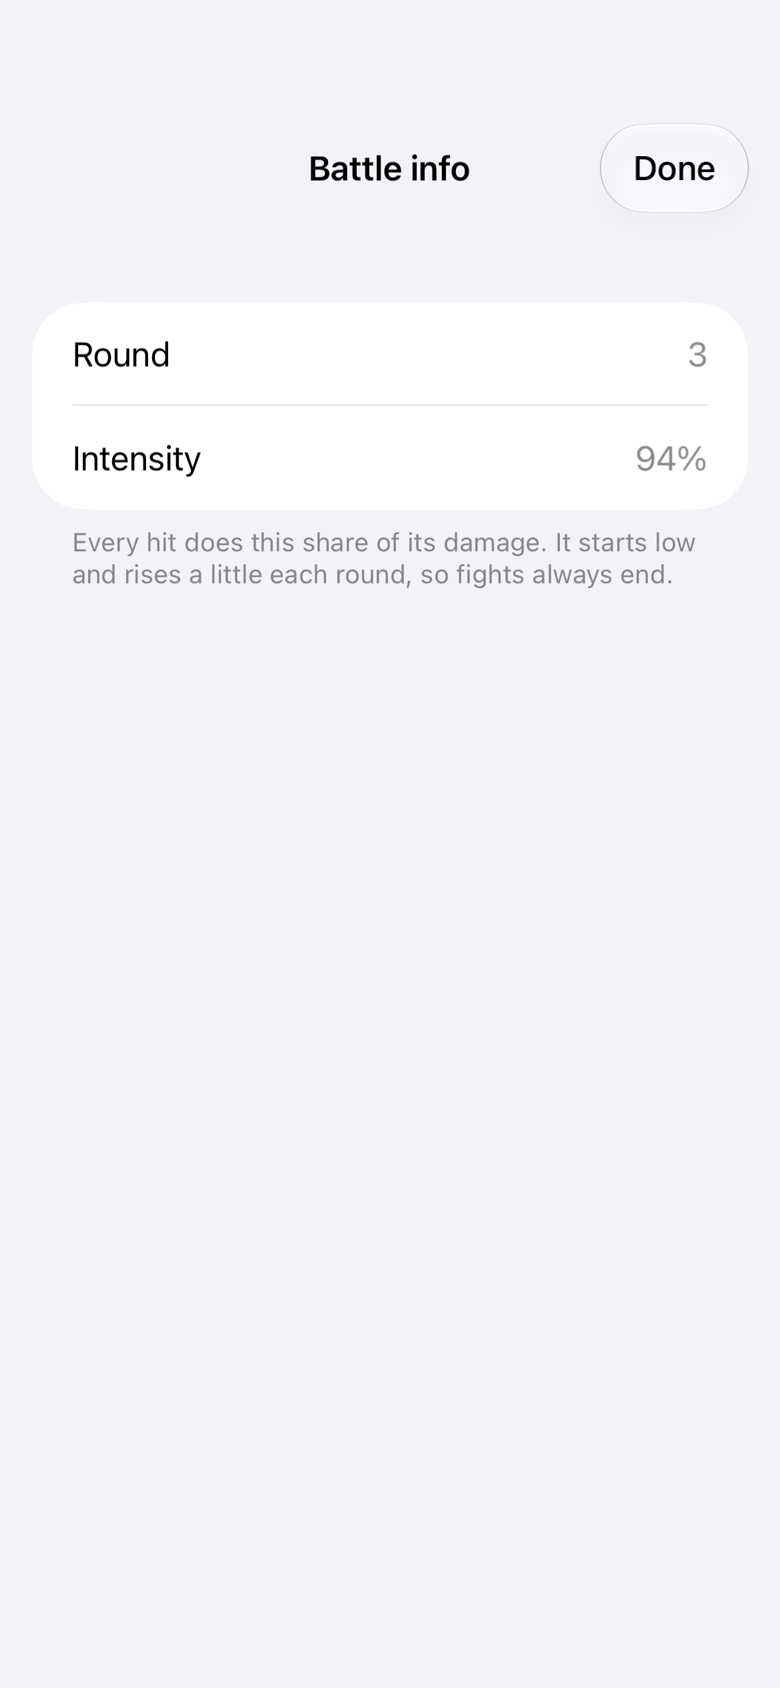 Battle info
Done
Round
3
Intensity
94%
Every hit does this share of its damage. It starts low
and rises a little each round, so fights always end.